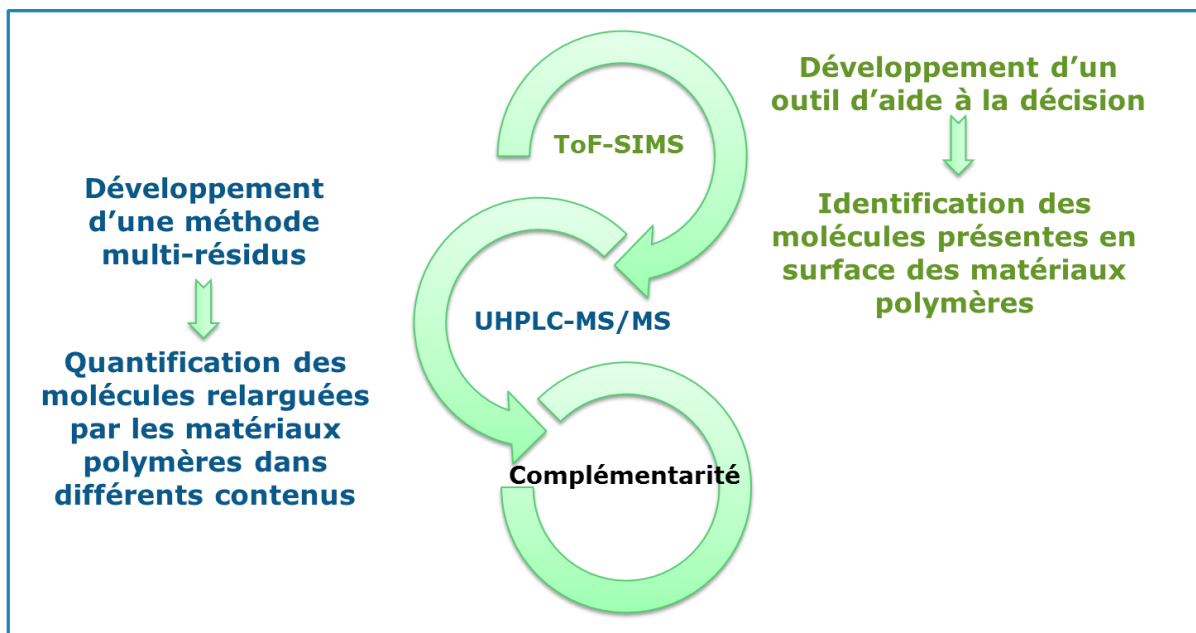 Développement d’un
outil d’aide à la décision
Identification des
molécules présentes en
surface des matériaux
polymères
ToF-SIMS
Développement
d’une méthode
multi-résidus
Quantification des
molécules relarguées
par les matériaux
polymères dans
différents contenus
UHPLC-MS/MS
Complémentarité